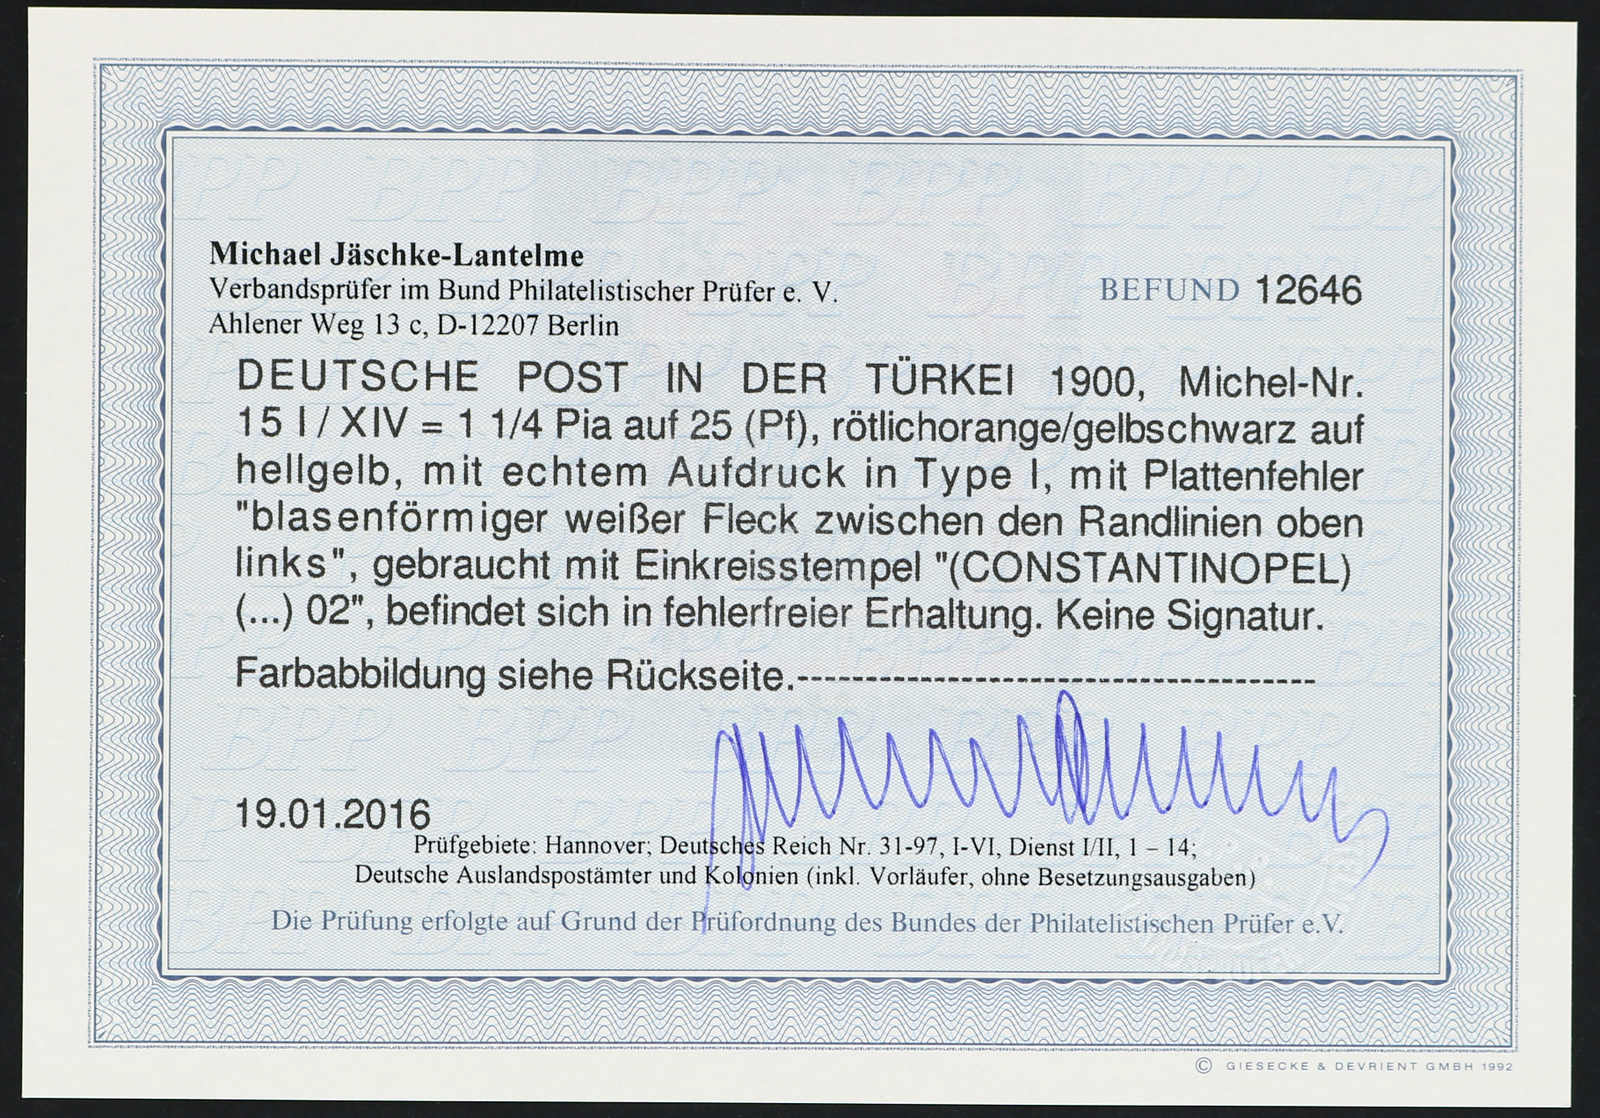 Michael Jäschke-Lantelme
Verbandsprüfer im Bund Philatelistischer Prüfer e. V.
Ahlener Weg 13 c, D-12207 Berlin
BEFUND 12646
DEUTSCHE POST IN DER TÜRKEI 1900, Michel-Nr.
15 I / XIV = 1 1/4 Pia auf 25 (Pf), rötlichorange/gelbschwarz auf
hellgelb, mit echtem Aufdruck in Type I, mit Plattenfehler
"blasenförmiger weißer Fleck zwischen den Randlinien oben
links", gebraucht mit Einkreisstempel "(CONSTANTINOPEL)
(...) 02", befindet sich in fehlerfreier Erhaltung. Keine Signatur.
Farbabbildung siehe Rückseite.--------------------------------------
19.01.2016
Prüfgebiete: Hannover; Deutsches Reich Nr. 31-97, I-VI, Dienst I/II, 1 – 14;
Deutsche Auslandspostämter und Kolonien (inkl. Vorläufer, ohne Besetzungsausgaben)
Die Prüfung erfolgte auf Grund der Prüfordnung des Bundes der Philatelistischen Prüfer e.V.
© GIESECKE & DEVRIENT GMBH 1992